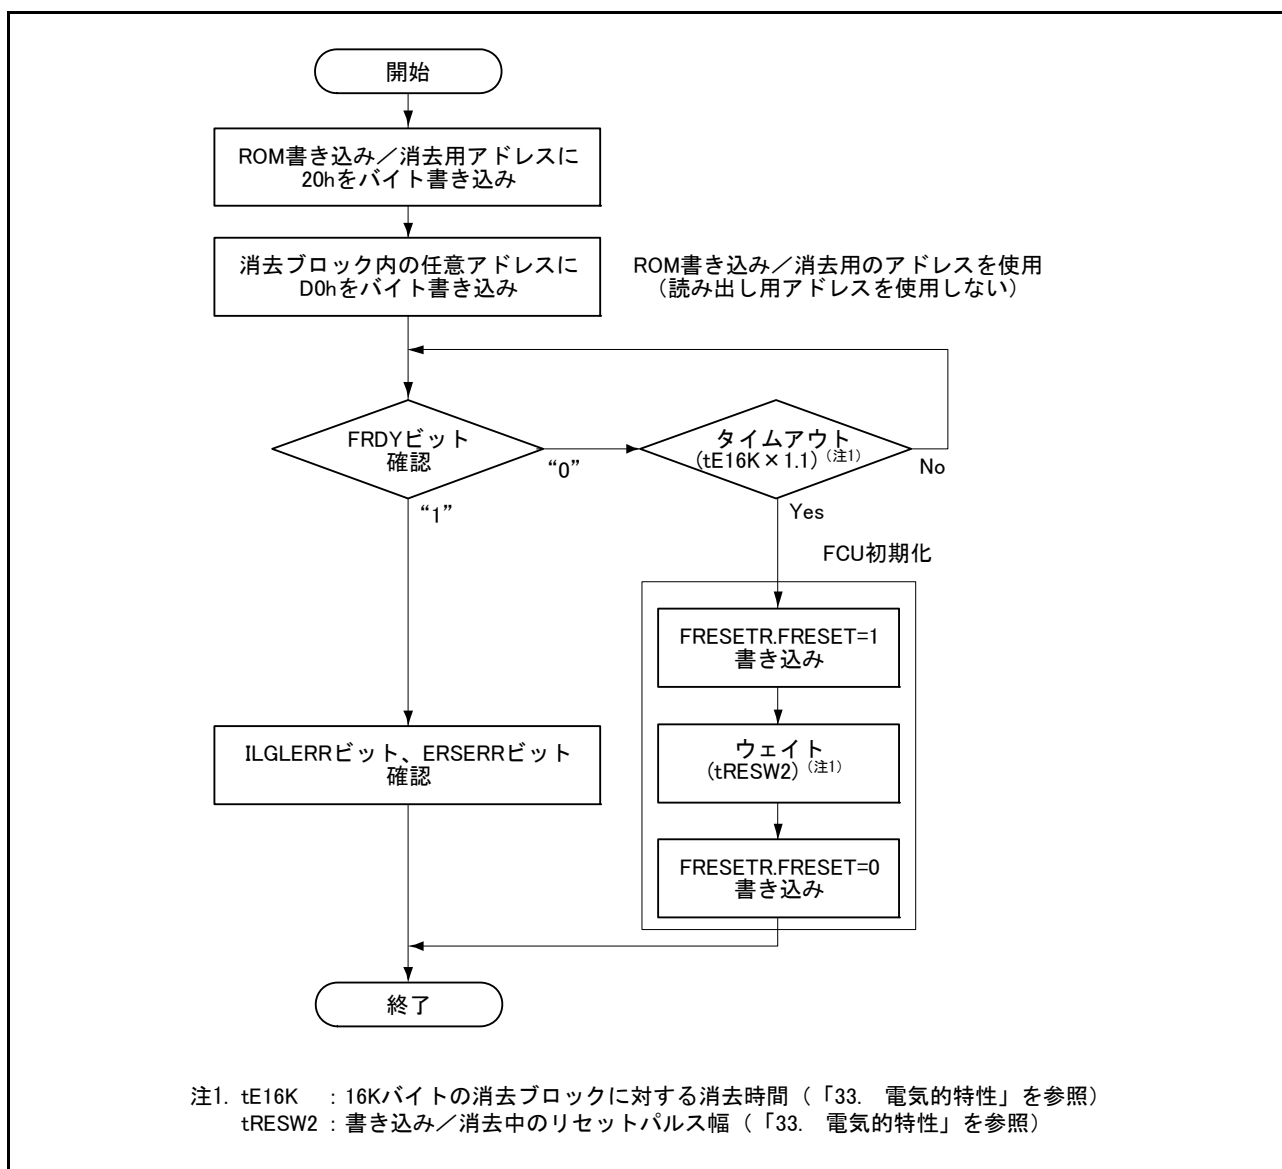 開始
ROM書き込み／消去用アドレスに
20hをバイト書き込み
消去ブロック内の任意アドレスに
D0hをバイト書き込み
ROM書き込み／消去用のアドレスを使用
（読み出し用アドレスを使用しない）
FRDYビット
確認
“0”
“1”
タイムアウト
(tE16K×1.1)(注1)
No
Yes
FCU初期化
FRESETR.FRESET=1
書き込み
ウェイト
(tRESW2)(注1)
FRESETR.FRESET=0
書き込み
ILGLERRビット、ERSERRビット
確認
終了
注1. tE16K ：16Kバイトの消去ブロックに対する消去時間（「33. 電気的特性」を参照）
tRESW2：書き込み／消去中のリセットパルス幅（「33. 電気的特性」を参照）